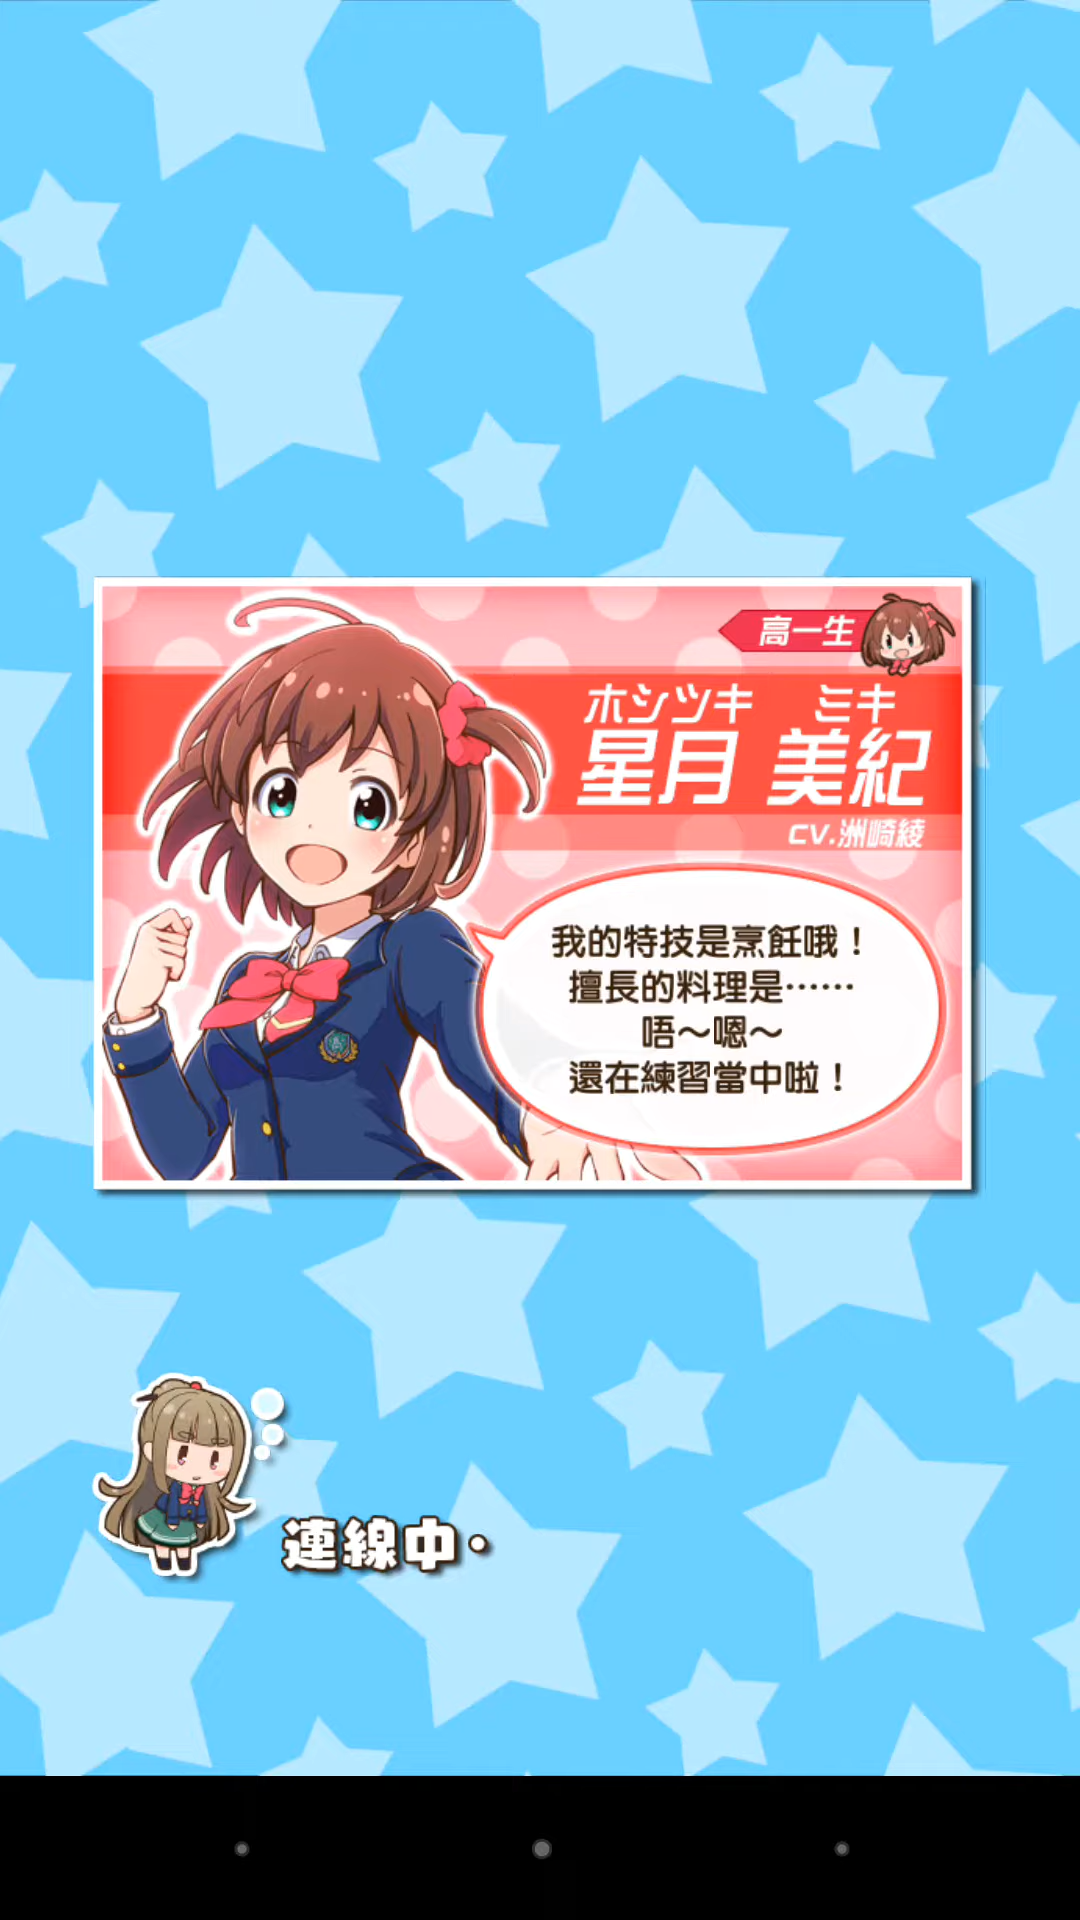 高一生
ホシツキ ミキ
星月 美紀
CV.洲崎綾
我的特技是烹飪哦！
擅長的料理是……
唔～嗯～
還在練習當中啦！
連線中·